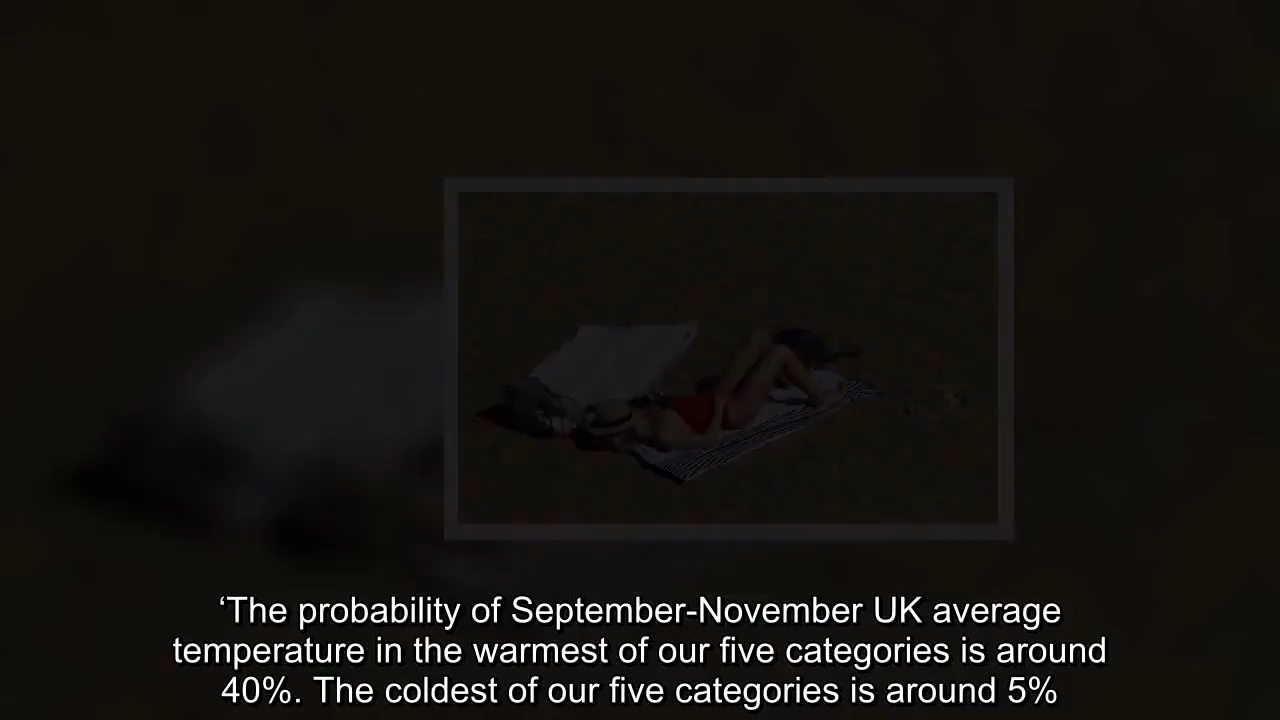 ‘The probability of September-November UK average
temperature in the warmest of our five categories is around
40%. The coldest of our five categories is around 5%